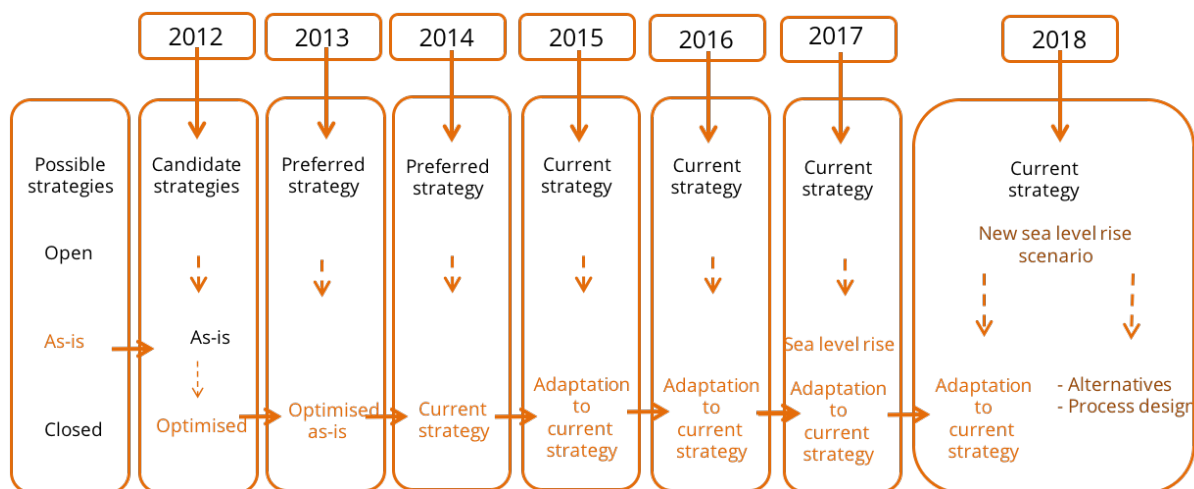 2012
2013
2014
2015
2016
2017
2018
Possible
strategies
Open
As-is
Closed
Candidate
strategies
As-is
Optimised
Preferred
strategy
Optimised
as-is
Preferred
strategy
Current
strategy
Current
strategy
Adaptation
to
current
strategy
Current
strategy
Adaptation
to
current
strategy
Current
strategy
Sea level rise
Adaptation
to
current
strategy
Current
strategy
New sea level rise
scenario
Adaptation
to
current
strategy
- Alternatives
- Process design